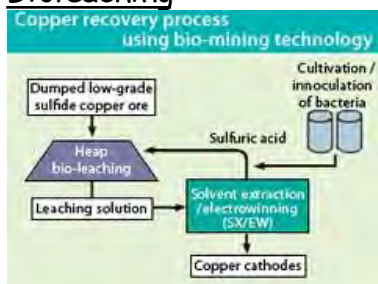 Bioleaching
Copper recovery process
using bio-mining technology
Cultivation /
innoculation
of bacteria
Dumped low-grade
sulfide copper ore
Sulfuric acid
Heap
bio-leaching
Leaching solution
Solvent extraction
/electrowinning
(SX/EW)
Copper cathodes